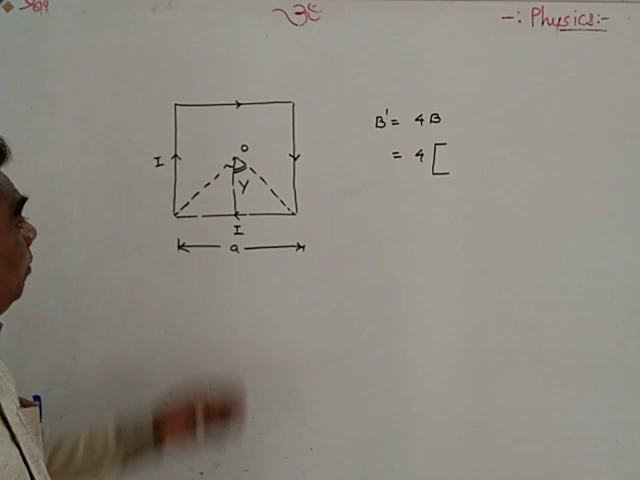 ॐ
-: Physics:-
B' = 4B
= 4 [
O
I
Y
I
a